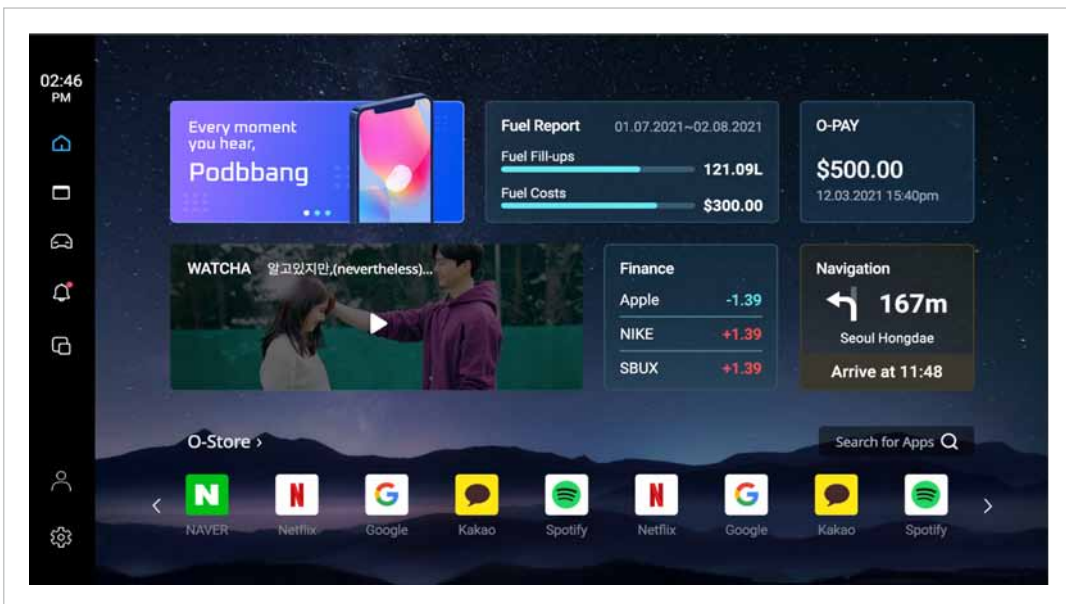 02:46
PM
Every moment
you hear,
Podbbang
Fuel Report 01.07.2021~02.08.2021
Fuel Fill-ups
121.09L
Fuel Costs
$300.00
O-PAY
$500.00
12.03.2021 15:40pm
WATCHA 알고있지만,(nevertheless)...
Finance
Apple -1.39
NIKE +1.39
SBUX +1.39
Navigation
167m
Seoul Hongdae
Arrive at 11:48
O-Store ›
Search for Apps
N N G N G
NAVER Netflix Google Kakao Spotify Netflix Google Kakao Spotify